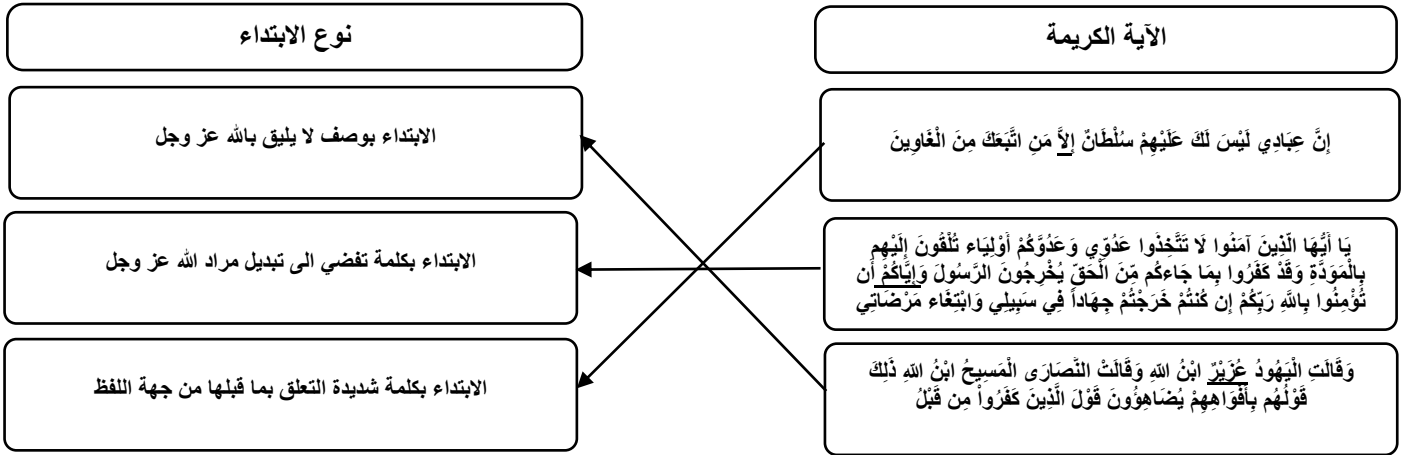 الآية الكريمة
نوع الابتداء
إِنَّ عِبَادِي لَيْسَ لَكَ عَلَيْهِمْ سُلْطَانٌ إِلاَّ مَنِ اتَّبَعَكَ مِنَ الْغَاوِينَ
الابتداء بوصف لا يليق بالله عز وجل
يَا أَيُّهَا الَّذِينَ آمَنُوا لَا تَتَّخِذُوا عَدُوِّي وَعَدُوَّكُمْ أَوْلِيَاء تُلْقُونَ إِلَيْهِم
بِالْمَوَدَّةِ وَقَدْ كَفَرُوا بِمَا جَاءكُم مِّنَ الْحَقِّ يُخْرِجُونَ الرَّسُولَ وَإِيَّاكُمْ أَن
تُؤْمِنُوا بِاللَّهِ رَبِّكُمْ إِن كُنتُمْ خَرَجْتُمْ جِهَاداً فِي سَبِيلِي وَابْتِغَاء مَرْضَاتِي
الابتداء بكلمة تفضي الى تبديل مراد الله عز وجل
وَقَالَتِ الْيَهُودُ عُزَيْرٌ ابْنُ اللّهِ وَقَالَتْ النَّصَارَى الْمَسِيحُ ابْنُ اللّهِ ذَلِكَ
قَوْلُهُم بِأَفْوَاهِهِمْ يُضَاهِؤُونَ قَوْلَ الَّذِينَ كَفَرُواْ مِن قَبْلُ
الابتداء بكلمة شديدة التعلق بما قبلها من جهة اللفظ